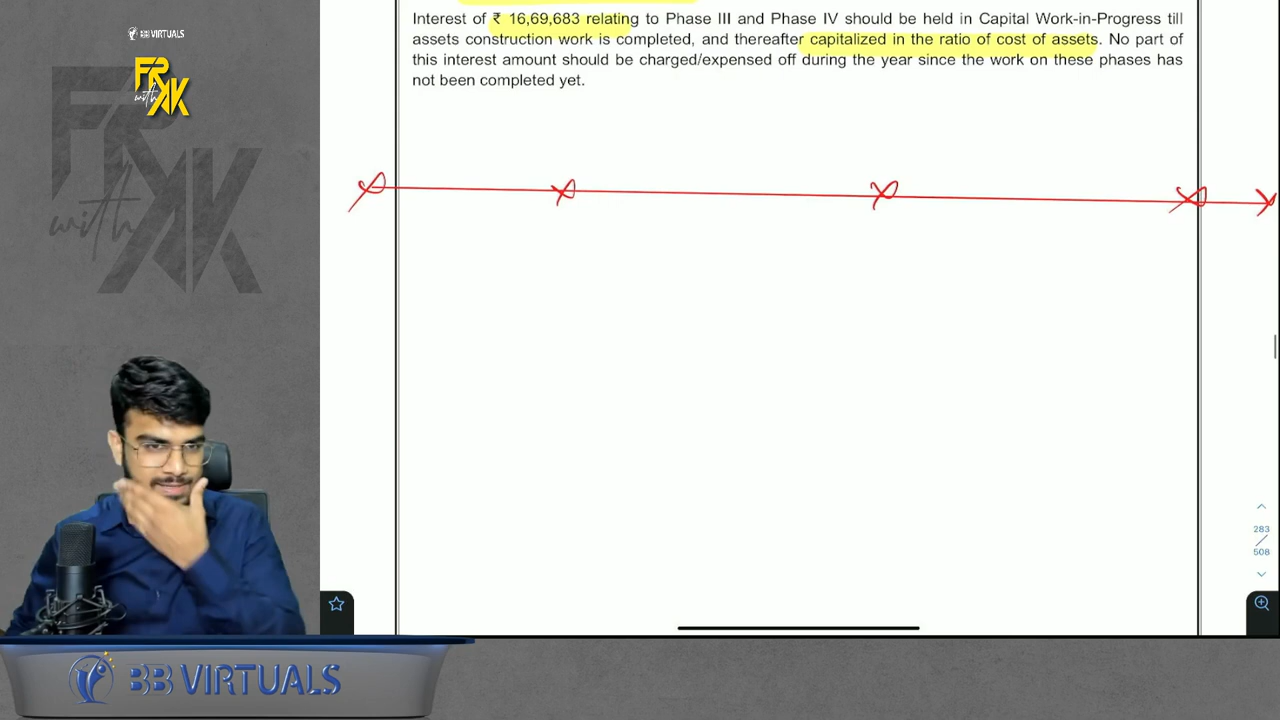 Interest of ₹ 16,69,683 relating to Phase III and Phase IV should be held in Capital Work-in-Progress till
assets construction work is completed, and thereafter capitalized in the ratio of cost of assets. No part of
this interest amount should be charged/expensed off during the year since the work on these phases has
not been completed yet.
BB VIRTUALS
FR
with
AK
FR
with
AK
283
508
BB VIRTUALS